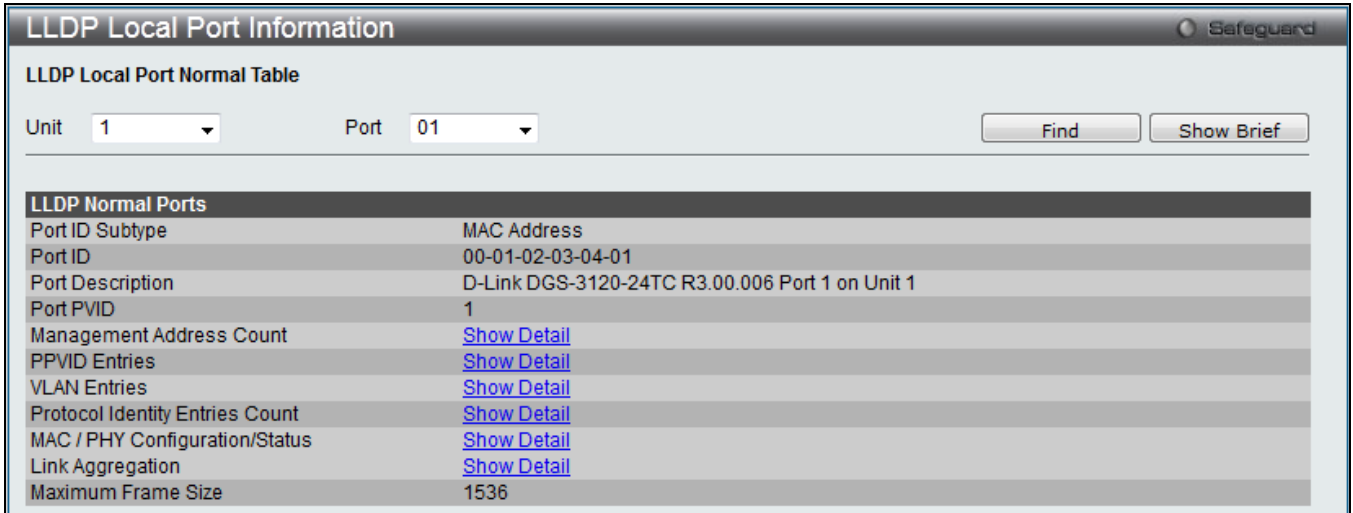 LLDP Local Port Information Safeguard
LLDP Local Port Normal Table
Unit 1 Port 01 Find Show Brief
LLDP Normal Ports
Port ID Subtype MAC Address
Port ID 00-01-02-03-04-01
Port Description D-Link DGS-3120-24TC R3.00.006 Port 1 on Unit 1
Port PVID 1
Management Address Count Show Detail
PPVID Entries Show Detail
VLAN Entries Show Detail
Protocol Identity Entries Count Show Detail
MAC / PHY Configuration/Status Show Detail
Link Aggregation Show Detail
Maximum Frame Size 1536